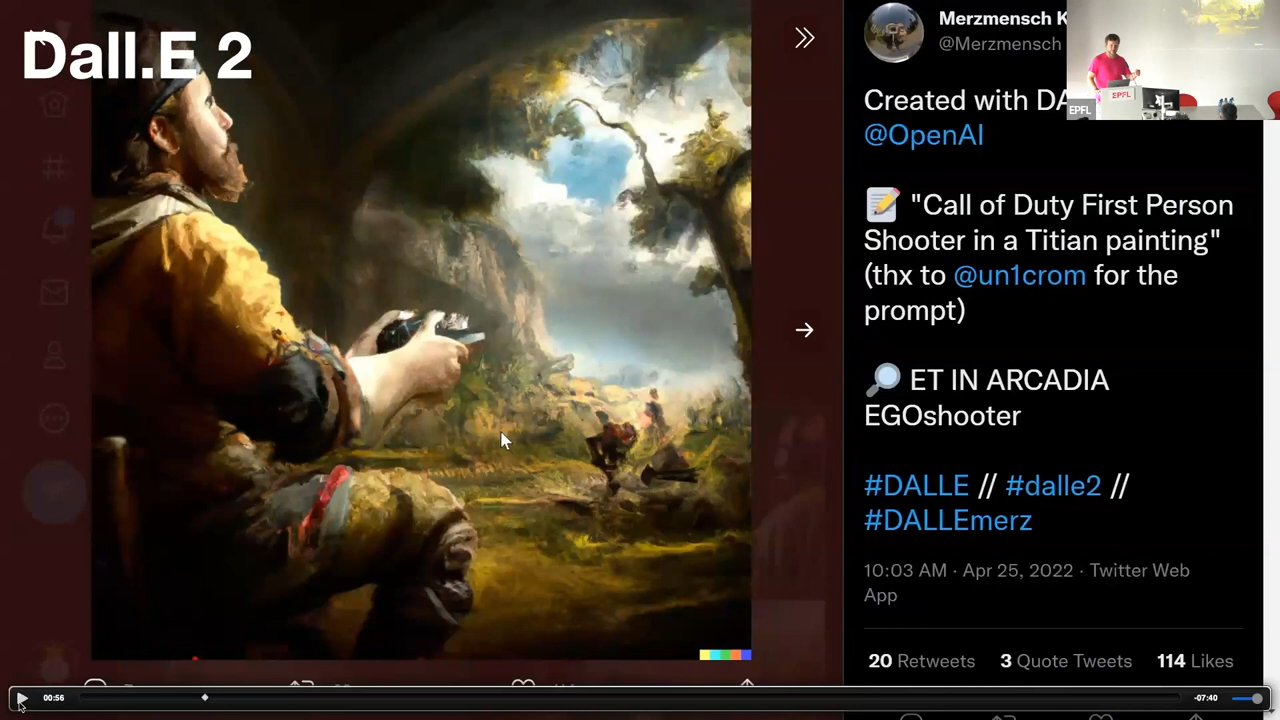 Dall.E 2
Merzmensch K
@Merzmensch
EPFL
EPFL
Created with DA
@OpenAI
"Call of Duty First Person
Shooter in a Titian painting"
(thx to @un1crom for the
prompt)
ET IN ARCADIA
EGOshooter
#DALLE // #dalle2 //
#DALLEmerz
10:03 AM · Apr 25, 2022 · Twitter Web
App
20 Retweets 3 Quote Tweets 114 Likes
00:56
-07:40